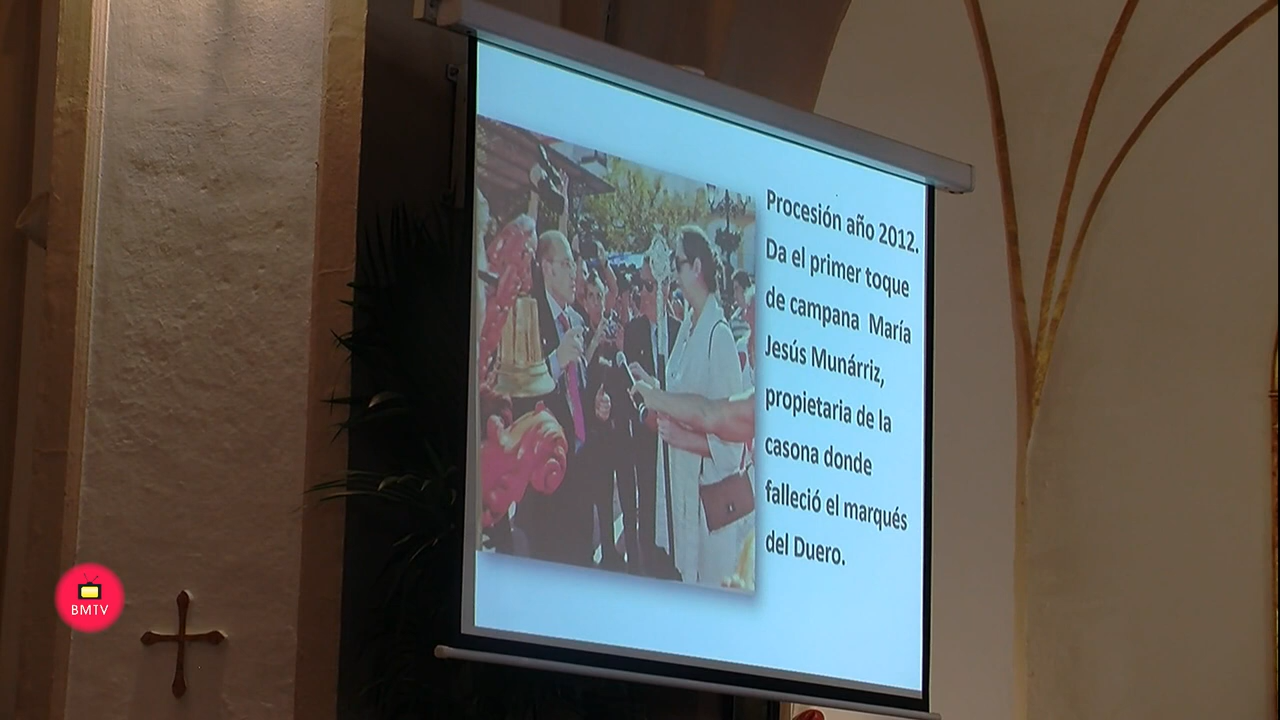 Procesión año 2012.
Da el primer toque
de campana María
Jesús Munárriz,
propietaria de la
casona donde
falleció el marqués
del Duero.
BMTV